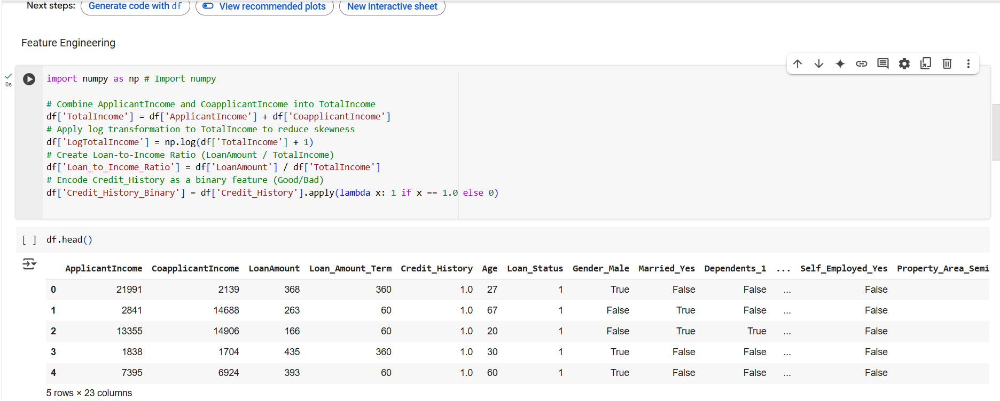 Next steps: Generate code with df View recommended plots New interactive sheet
Feature Engineering
0s
import numpy as np # Import numpy
# Combine ApplicantIncome and CoapplicantIncome into TotalIncome
df['TotalIncome'] = df['ApplicantIncome'] + df['CoapplicantIncome']
# Apply log transformation to TotalIncome to reduce skewness
df['LogTotalIncome'] = np.log(df['TotalIncome'] + 1)
# Create Loan-to-Income Ratio (LoanAmount / TotalIncome)
df['Loan_to_Income_Ratio'] = df['LoanAmount'] / df['TotalIncome']
# Encode Credit_History as a binary feature (Good/Bad)
df['Credit_History_Binary'] = df['Credit_History'].apply(lambda x: 1 if x == 1.0 else 0)
[ ] df.head()
ApplicantIncome CoapplicantIncome LoanAmount Loan_Amount_Term Credit_History Age Loan_Status Gender_Male Married_Yes Dependents_1 ... Self_Employed_Yes Property_Area_Semi
0 21991 2139 368 360 1.0 27 1 True False False ... False
1 2841 14688 263 60 1.0 67 1 False True False ... False
2 13355 14906 166 60 1.0 20 1 False True True ... False
3 1838 1704 435 360 1.0 30 1 True False False ... False
4 7395 6924 393 60 1.0 60 1 True False False ... False
5 rows × 23 columns